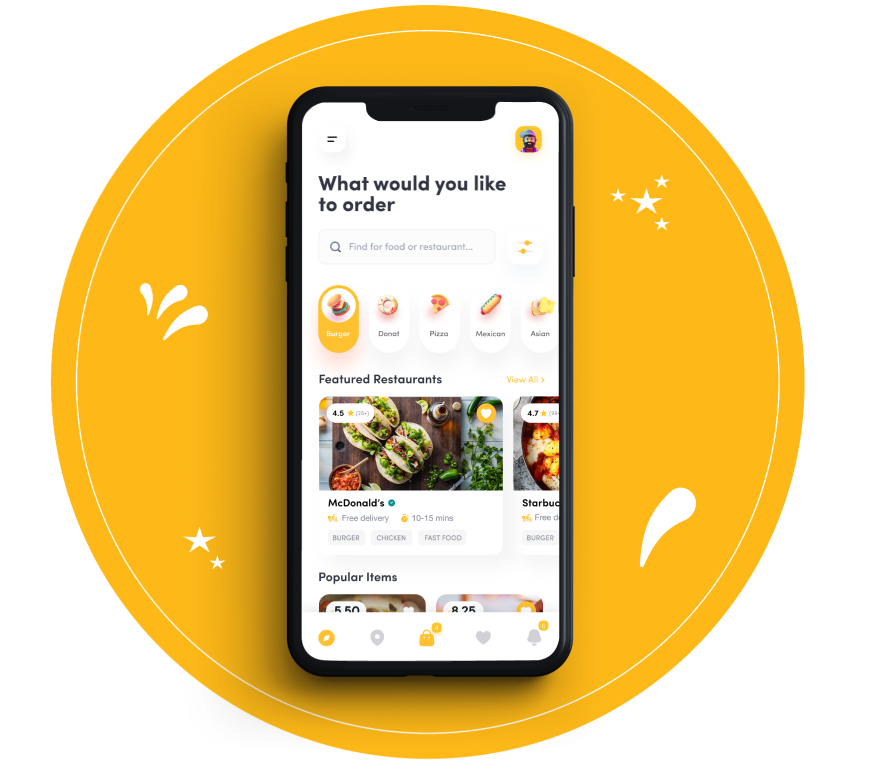 What would you like
to order
Find for food or restaurant...
Burger
Donat
Pizza
Mexican
Asian
Featured Restaurants
View All >
4.5 (25+)
4.7
McDonald's
Starbuc
Free delivery
10-15 mins
Free d
BURGER
CHICKEN
FAST FOOD
BURGER
Popular Items
5.50
8.25